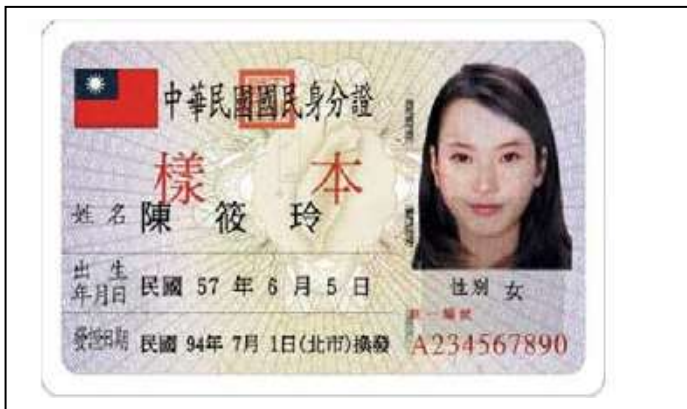 中華民國國民身分證
樣本
姓名 陳筱玲
出生年月日 民國 57 年 6 月 5 日
性別 女
發證日期 民國 94年 7月 1日(北市)換發
統一編號
A234567890